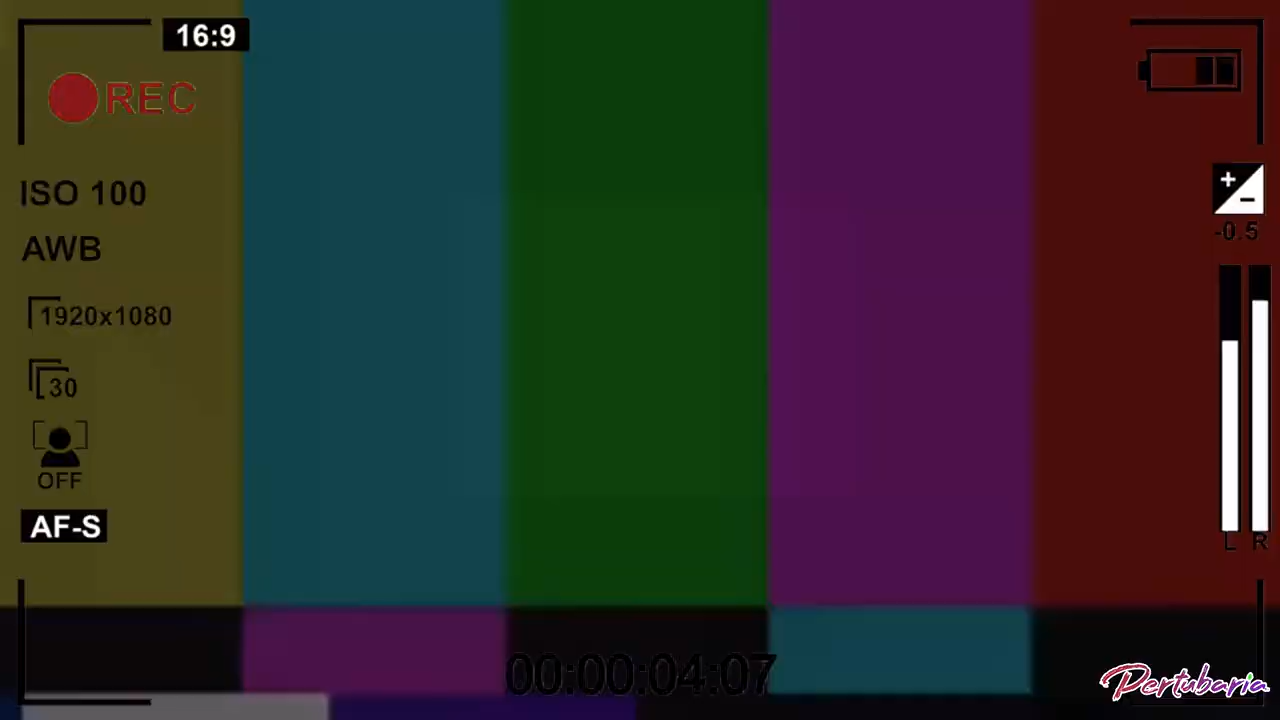 16:9
REC
ISO 100
AWB
-0.5
1920x1080
30
OFF
AF-S
L R
00:00:04:07
Pertubaria